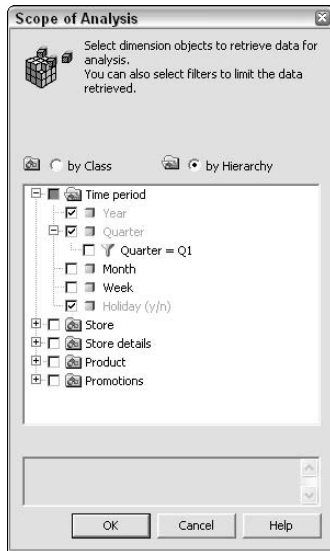 Scope of Analysis
Select dimension objects to retrieve data for
analysis.
You can also select filters to limit the data
retrieved.
by Class by Hierarchy
Time period
Year
Quarter
Quarter = Q1
Month
Week
Holiday (y/n)
Store
Store details
Product
Promotions
OK Cancel Help